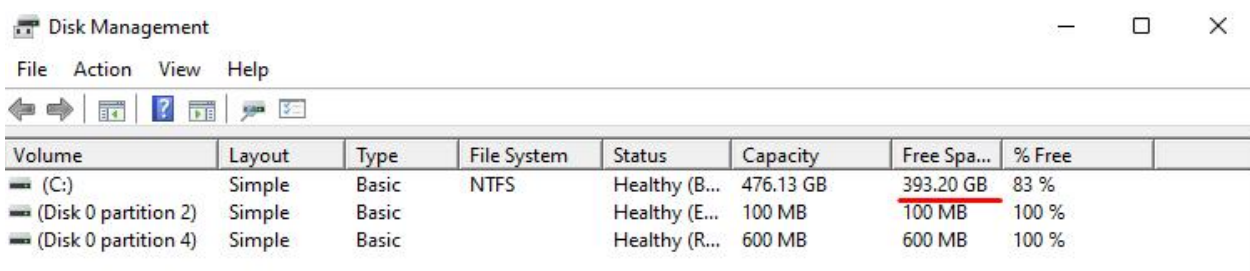 Disk Management
File Action View Help
Volume Layout Type File System Status Capacity Free Spa... % Free
(C:) Simple Basic NTFS Healthy (B... 476.13 GB 393.20 GB 83 %
(Disk 0 partition 2) Simple Basic Healthy (E... 100 MB 100 MB 100 %
(Disk 0 partition 4) Simple Basic Healthy (R... 600 MB 600 MB 100 %